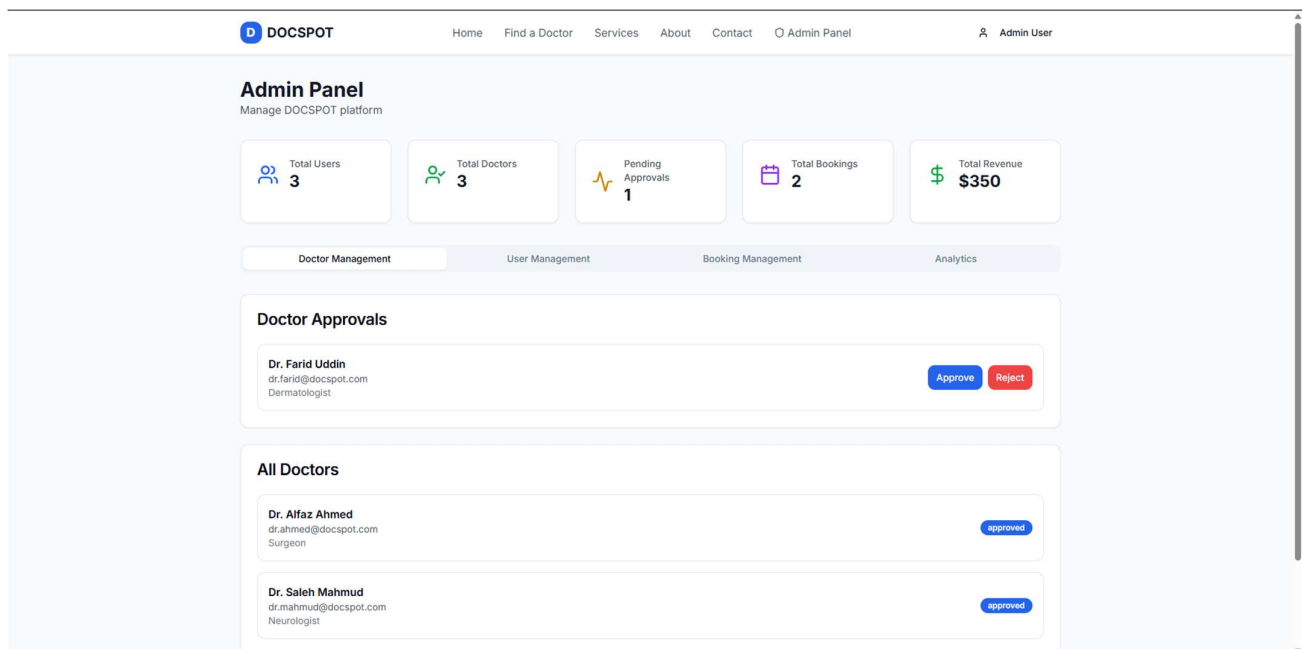 D DOCSPOT
Home Find a Doctor Services About Contact Admin Panel
Admin User
Admin Panel
Manage DOCSPOT platform
Total Users
3
Total Doctors
3
Pending
Approvals
1
Total Bookings
2
Total Revenue
$350
Doctor Management User Management Booking Management Analytics
Doctor Approvals
Dr. Farid Uddin
dr.farid@docspot.com
Dermatologist
Approve Reject
All Doctors
Dr. Alfaz Ahmed
dr.ahmed@docspot.com
Surgeon
approved
Dr. Saleh Mahmud
dr.mahmud@docspot.com
Neurologist
approved